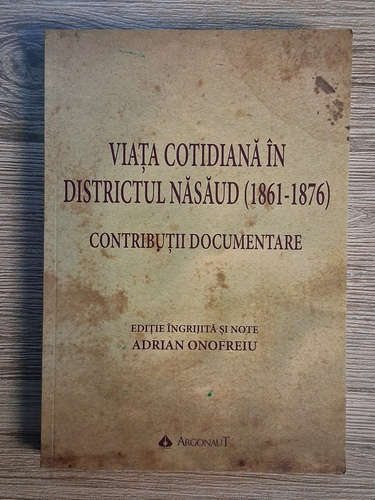 VIAȚA COTIDIANĂ ÎN
DISTRICTUL NĂSĂUD (1861-1876)
CONTRIBUȚII DOCUMENTARE
EDIȚIE ÎNGRIJITĂ ȘI NOTE
ADRIAN ONOFREIU
ARGONAUT